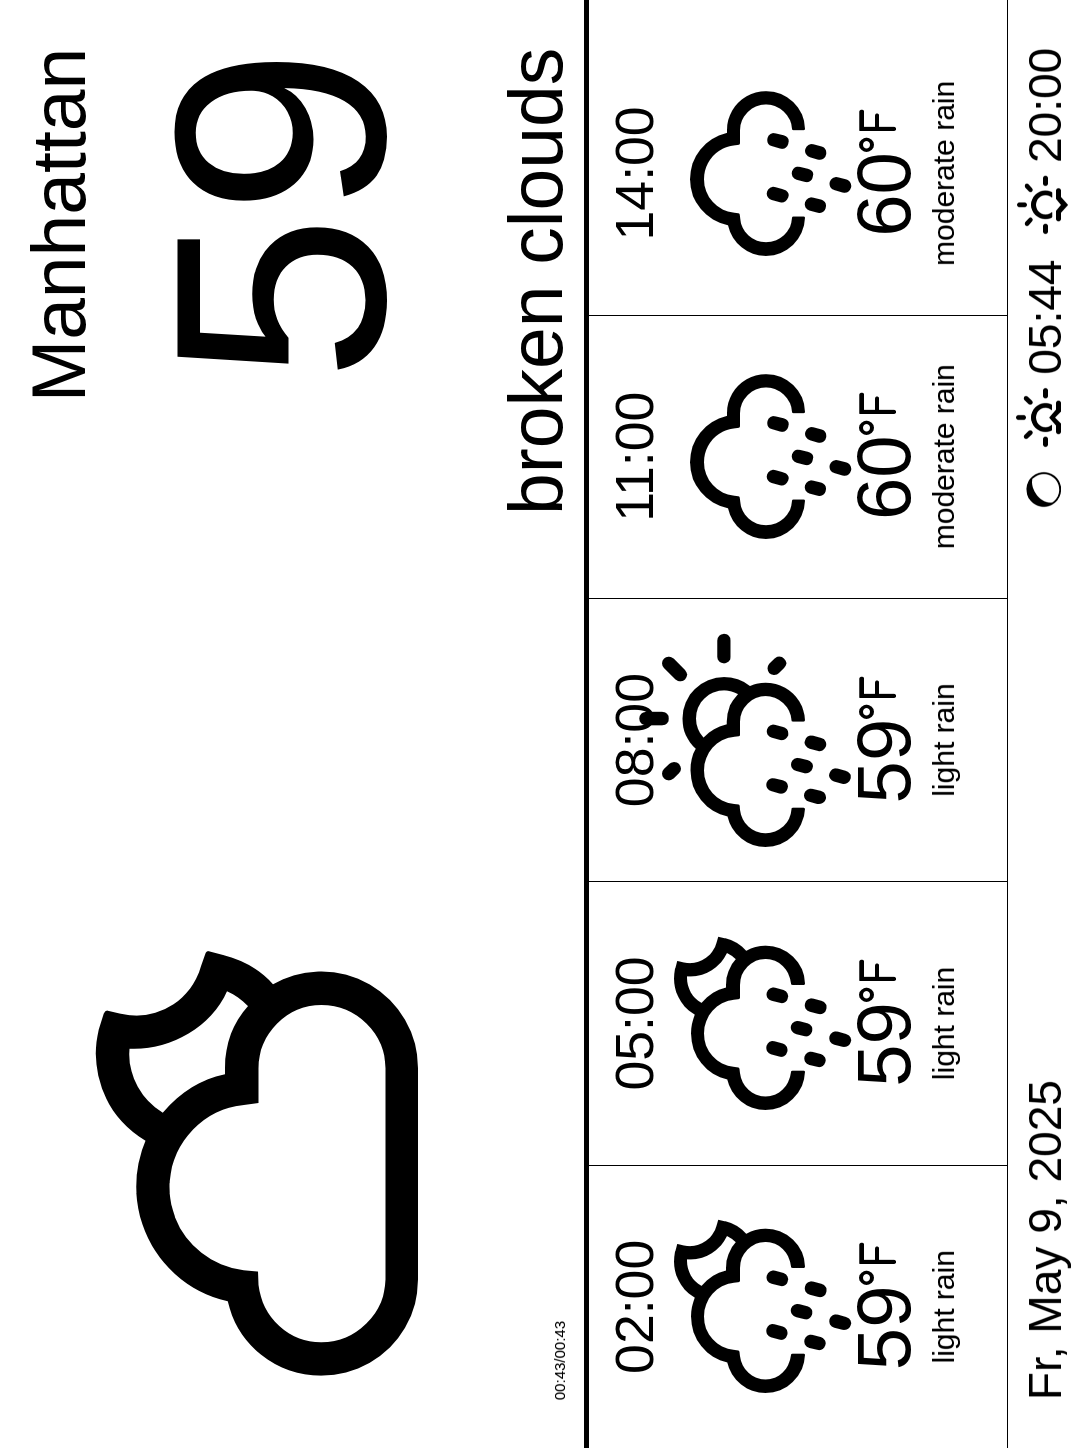 Manhattan
59
broken clouds
00:43/00:43
02:00 05:00 08:00 11:00 14:00
59°F 59°F 59°F 60°F 60°F
light rain light rain light rain moderate rain moderate rain
Fr, May 9, 2025 05:44 20:00